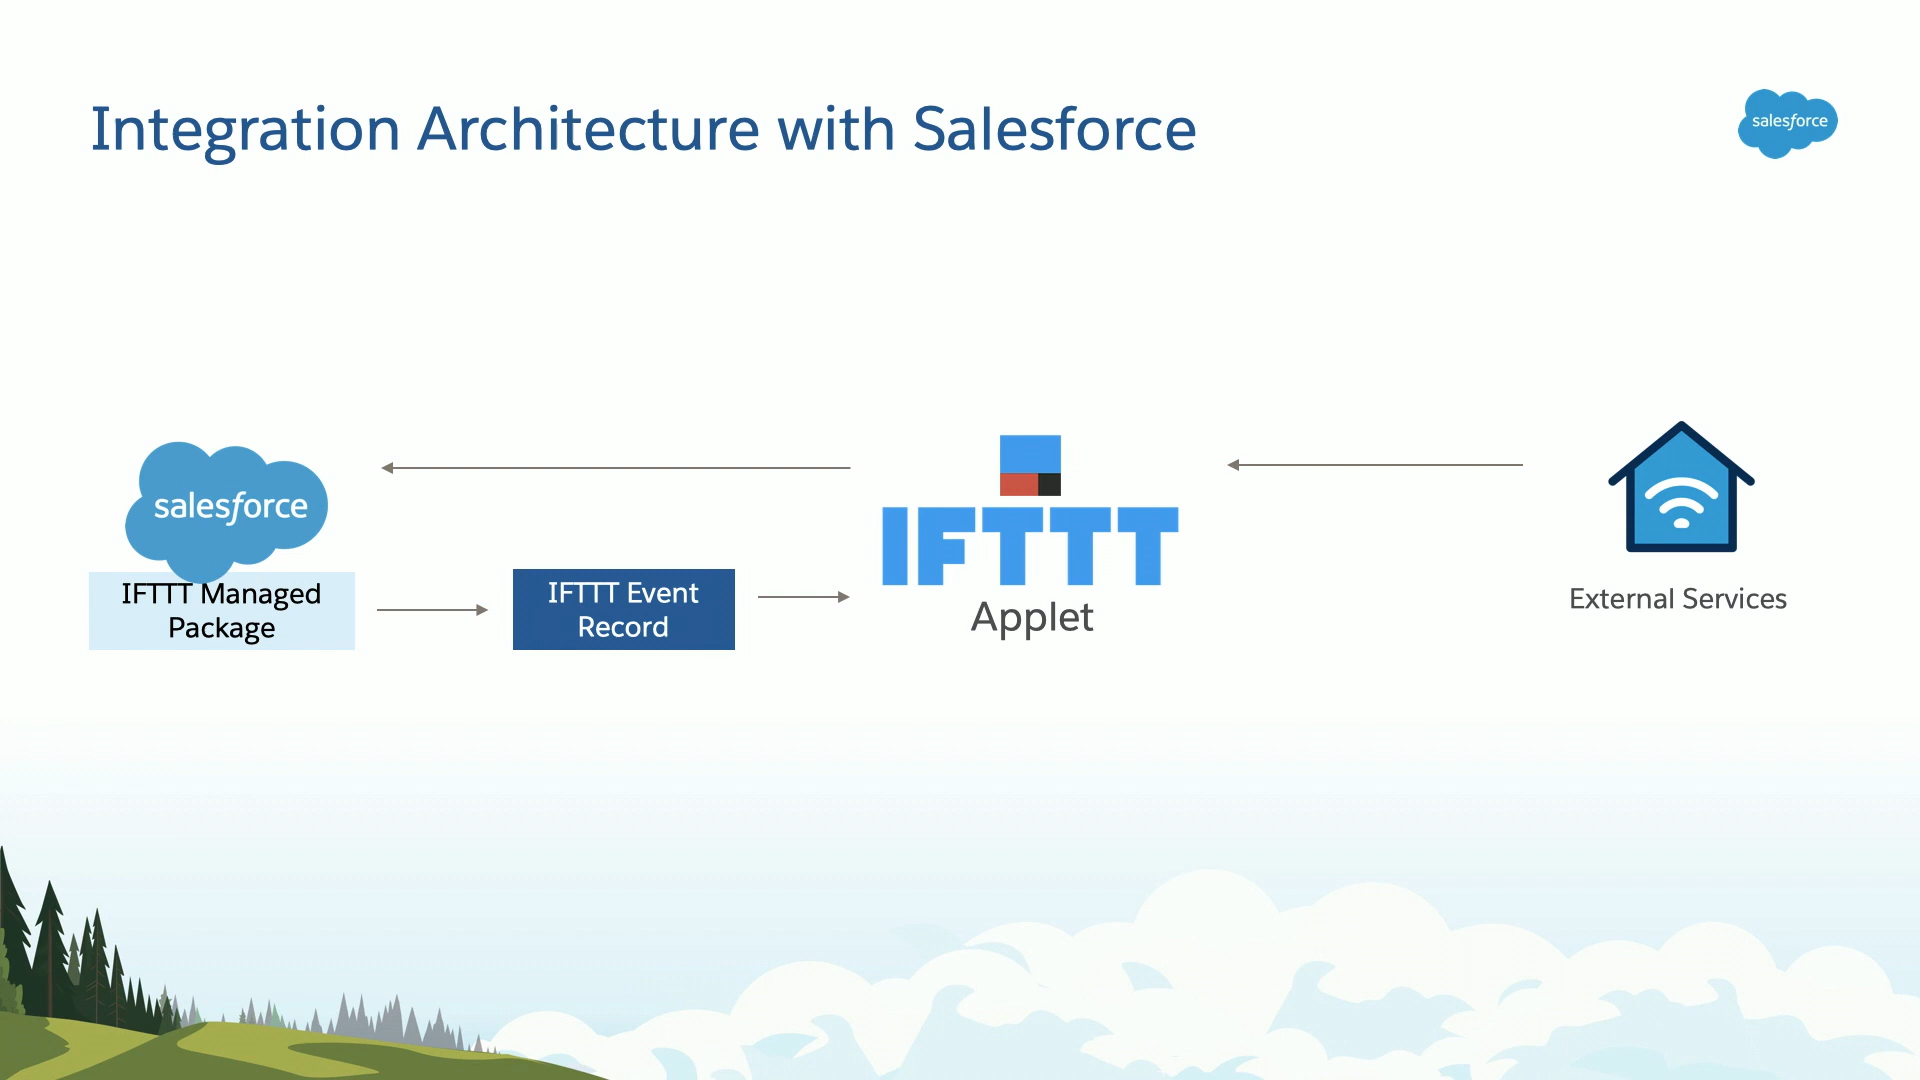 Integration Architecture with Salesforce
salesforce
salesforce
IFTTT Managed
Package
IFTTT Event
Record
IFTTT
Applet
External Services